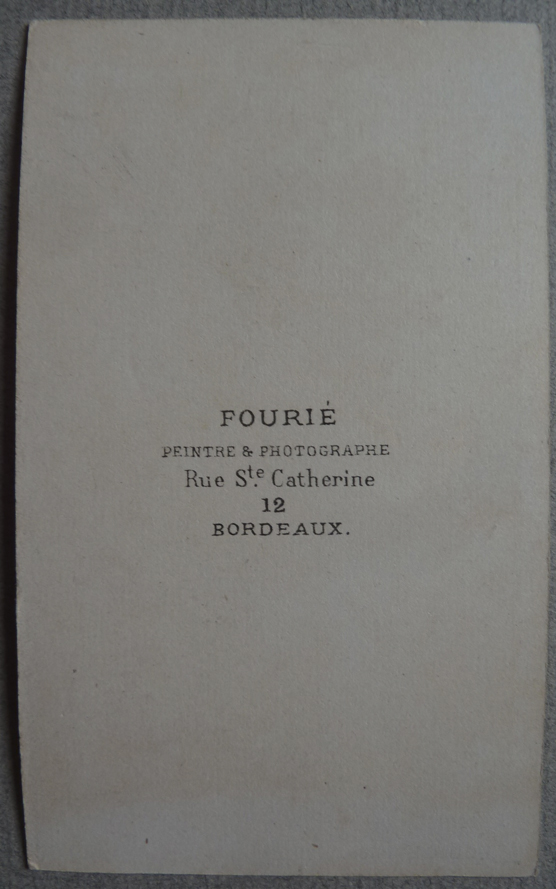 FOURIÉ
PEINTRE & PHOTOGRAPHE
Rue Ste. Catherine
12
BORDEAUX.